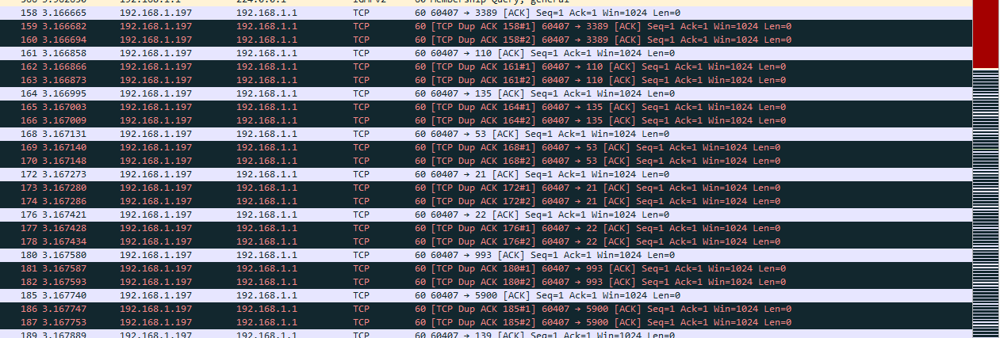 158 3.166665 192.168.1.197 192.168.1.1 TCP 60 60407 → 3389 [ACK] Seq=1 Ack=1 Win=1024 Len=0
159 3.166682 192.168.1.197 192.168.1.1 TCP 60 [TCP Dup ACK 158#1] 60407 → 3389 [ACK] Seq=1 Ack=1 Win=1024 Len=0
160 3.166694 192.168.1.197 192.168.1.1 TCP 60 [TCP Dup ACK 158#2] 60407 → 3389 [ACK] Seq=1 Ack=1 Win=1024 Len=0
161 3.166858 192.168.1.197 192.168.1.1 TCP 60 60407 → 110 [ACK] Seq=1 Ack=1 Win=1024 Len=0
162 3.166866 192.168.1.197 192.168.1.1 TCP 60 [TCP Dup ACK 161#1] 60407 → 110 [ACK] Seq=1 Ack=1 Win=1024 Len=0
163 3.166873 192.168.1.197 192.168.1.1 TCP 60 [TCP Dup ACK 161#2] 60407 → 110 [ACK] Seq=1 Ack=1 Win=1024 Len=0
164 3.166995 192.168.1.197 192.168.1.1 TCP 60 60407 → 135 [ACK] Seq=1 Ack=1 Win=1024 Len=0
165 3.167003 192.168.1.197 192.168.1.1 TCP 60 [TCP Dup ACK 164#1] 60407 → 135 [ACK] Seq=1 Ack=1 Win=1024 Len=0
166 3.167009 192.168.1.197 192.168.1.1 TCP 60 [TCP Dup ACK 164#2] 60407 → 135 [ACK] Seq=1 Ack=1 Win=1024 Len=0
168 3.167131 192.168.1.197 192.168.1.1 TCP 60 60407 → 53 [ACK] Seq=1 Ack=1 Win=1024 Len=0
169 3.167140 192.168.1.197 192.168.1.1 TCP 60 [TCP Dup ACK 168#1] 60407 → 53 [ACK] Seq=1 Ack=1 Win=1024 Len=0
170 3.167148 192.168.1.197 192.168.1.1 TCP 60 [TCP Dup ACK 168#2] 60407 → 53 [ACK] Seq=1 Ack=1 Win=1024 Len=0
172 3.167273 192.168.1.197 192.168.1.1 TCP 60 60407 → 21 [ACK] Seq=1 Ack=1 Win=1024 Len=0
173 3.167280 192.168.1.197 192.168.1.1 TCP 60 [TCP Dup ACK 172#1] 60407 → 21 [ACK] Seq=1 Ack=1 Win=1024 Len=0
174 3.167286 192.168.1.197 192.168.1.1 TCP 60 [TCP Dup ACK 172#2] 60407 → 21 [ACK] Seq=1 Ack=1 Win=1024 Len=0
176 3.167421 192.168.1.197 192.168.1.1 TCP 60 60407 → 22 [ACK] Seq=1 Ack=1 Win=1024 Len=0
177 3.167428 192.168.1.197 192.168.1.1 TCP 60 [TCP Dup ACK 176#1] 60407 → 22 [ACK] Seq=1 Ack=1 Win=1024 Len=0
178 3.167434 192.168.1.197 192.168.1.1 TCP 60 [TCP Dup ACK 176#2] 60407 → 22 [ACK] Seq=1 Ack=1 Win=1024 Len=0
180 3.167580 192.168.1.197 192.168.1.1 TCP 60 60407 → 993 [ACK] Seq=1 Ack=1 Win=1024 Len=0
181 3.167587 192.168.1.197 192.168.1.1 TCP 60 [TCP Dup ACK 180#1] 60407 → 993 [ACK] Seq=1 Ack=1 Win=1024 Len=0
182 3.167593 192.168.1.197 192.168.1.1 TCP 60 [TCP Dup ACK 180#2] 60407 → 993 [ACK] Seq=1 Ack=1 Win=1024 Len=0
185 3.167740 192.168.1.197 192.168.1.1 TCP 60 60407 → 5900 [ACK] Seq=1 Ack=1 Win=1024 Len=0
186 3.167747 192.168.1.197 192.168.1.1 TCP 60 [TCP Dup ACK 185#1] 60407 → 5900 [ACK] Seq=1 Ack=1 Win=1024 Len=0
187 3.167753 192.168.1.197 192.168.1.1 TCP 60 [TCP Dup ACK 185#2] 60407 → 5900 [ACK] Seq=1 Ack=1 Win=1024 Len=0
189 3.167889 192.168.1.197 192.168.1.1 TCP 60 60407 → 139 [ACK] Seq=1 Ack=1 Win=1024 Len=0